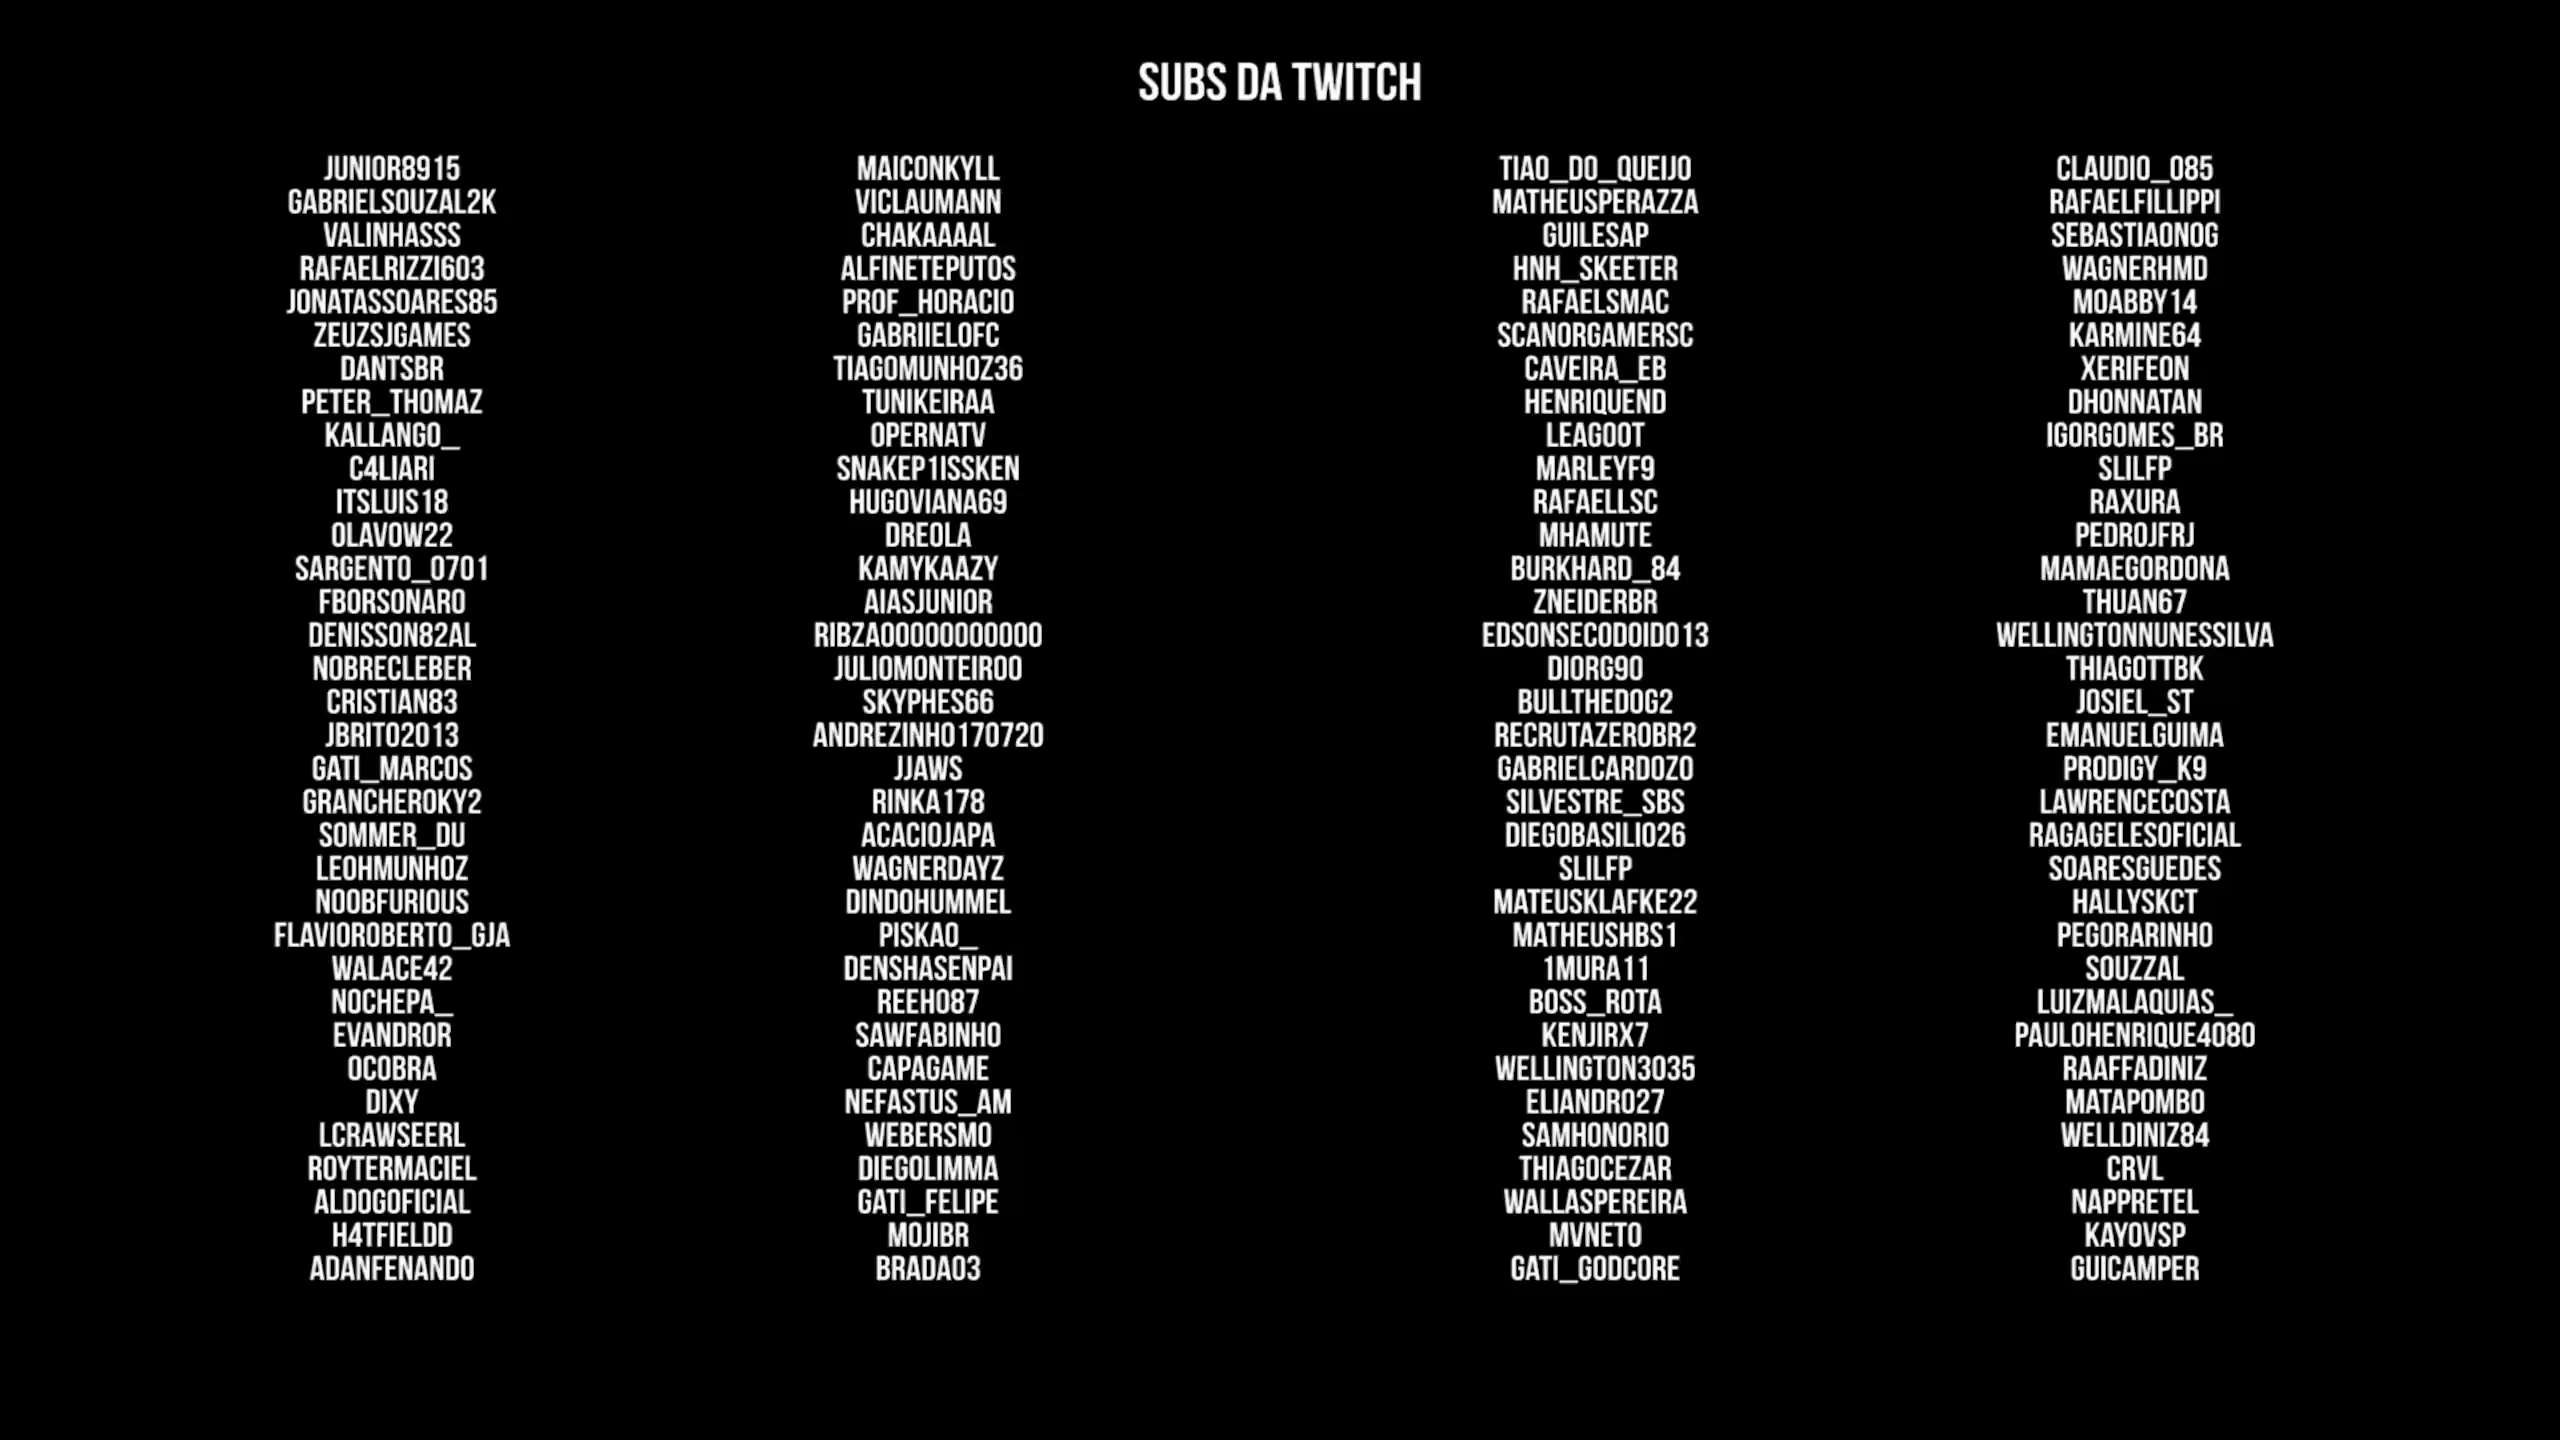 SUBS DA TWITCH
JUNIOR8915
GABRIELSOUZAL2K
VALINHASSS
RAFAELRIZZI603
JONATASSOARES85
ZEUZSJGAMES
DANTSBR
PETER_THOMAZ
KALLANGO_
C4LIARI
ITSLUIS18
OLAVOW22
SARGENTO_0701
FBORSONARO
DENISSON82AL
NOBRECLEBER
CRISTIAN83
JBRITO2013
GATI_MARCOS
GRANCHEROKY2
SOMMER_DU
LEOHMUNHOZ
NOOBFURIOUS
FLAVIOROBERTO_GJA
WALACE42
NOCHEPA_
EVANDROR
OCOBRA
DIXY
LCRAWSEERL
ROYTERMACIEL
ALDOGOFICIAL
H4TFIELDD
ADANFENANDO
MAICONKYLL
VICLAUMANN
CHAKAAAAL
ALFINETEPUTOS
PROF_HORACIO
GABRIIELOFC
TIAGOMUNHOZ36
TUNIKEIRAA
OPERNATV
SNAKEP1ISSKEN
HUGOVIANA69
DREOLA
KAMYKAAZY
AIASJUNIOR
RIBZAOOOOOOOOOO
JULIOMONTEIROO
SKYPHES66
ANDREZINHO170720
JJAWS
RINKA178
ACACIOJAPA
WAGNERDAYZ
DINDOHUMMEL
PISKAO_
DENSHASENPAI
REEHO87
SAWFABINHO
CAPAGAME
NEFASTUS_AM
WEBERSMO
DIEGOLIMMA
GATI_FELIPE
MOJIBR
BRADAO3
TIAO_DO_QUEIJO
MATHEUSPERAZZA
GUILESAP
HNH_SKEETER
RAFAELSMAC
SCANORGAMERSC
CAVEIRA_EB
HENRIQUEND
LEAGOOT
MARLEYF9
RAFAELLSC
MHAMUTE
BURKHARD_84
ZNEIDERBR
EDSONSECODOIDO13
DIORG90
BULLTHEDOG2
RECRUTAZEROBR2
GABRIELCARDOZO
SILVESTRE_SBS
DIEGOBASILIO26
SLILFP
MATEUSKLAFKE22
MATHEUSHBS1
1MURA11
BOSS_ROTA
KENJIRX7
WELLINGTON3035
ELIANDRO27
SAMHONORIO
THIAGOCEZAR
WALLASPEREIRA
MVNETO
GATI_GODCORE
CLAUDIO_085
RAFAELFILLIPPI
SEBASTIAONOG
WAGNERHMD
MOABBY14
KARMINE64
XERIFEON
DHONNATAN
IGORGOMES_BR
SLILFP
RAXURA
PEDROJFRJ
MAMAEGORDONA
THUAN67
WELLINGTONNUNESSILVA
THIAGOTTBK
JOSIEL_ST
EMANUELGUIMA
PRODIGY_K9
LAWRENCECOSTA
RAGAGELESOFICIAL
SOARESGUEDES
HALLYSKCT
PEGORARINHO
SOUZZAL
LUIZMALAQUIAS_
PAULOHENRIQUE4080
RAAFFADINIZ
MATAPOMBO
WELLDINIZ84
CRVL
NAPPRETEL
KAYOVSP
GUICAMPER